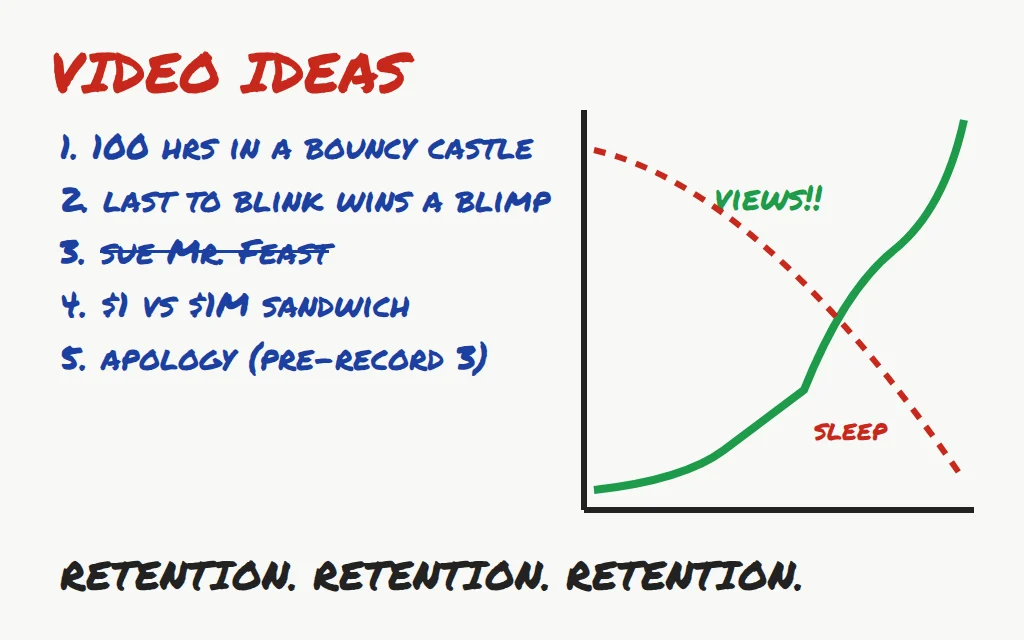 VIDEO IDEAS
1. 100 HRS IN A BOUNCY CASTLE
2. LAST TO BLINK WINS A BLIMP
3. SUE MR. FEAST
4. $1 VS $1M SANDWICH
5. APOLOGY (PRE-RECORD 3)
VIEWS!!
SLEEP
RETENTION. RETENTION. RETENTION.